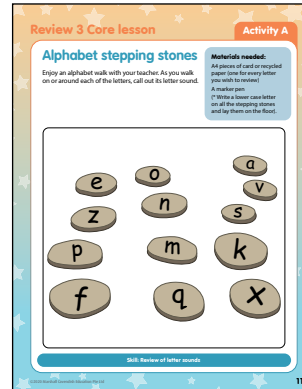 Review 3 Core lesson
Activity A
Alphabet stepping stones
Enjoy an alphabet walk with your teacher. As you walk
on or around each of the letters, call out its letter sound.
Materials needed:
A4 pieces of card or recycled
paper (one for every letter
you wish to review)
A marker pen
(* Write a lower case letter
on all the stepping stones
and lay them on the floor).
e o a
z n v
s
p m k
f q x
Skill: Review of letter sounds
11